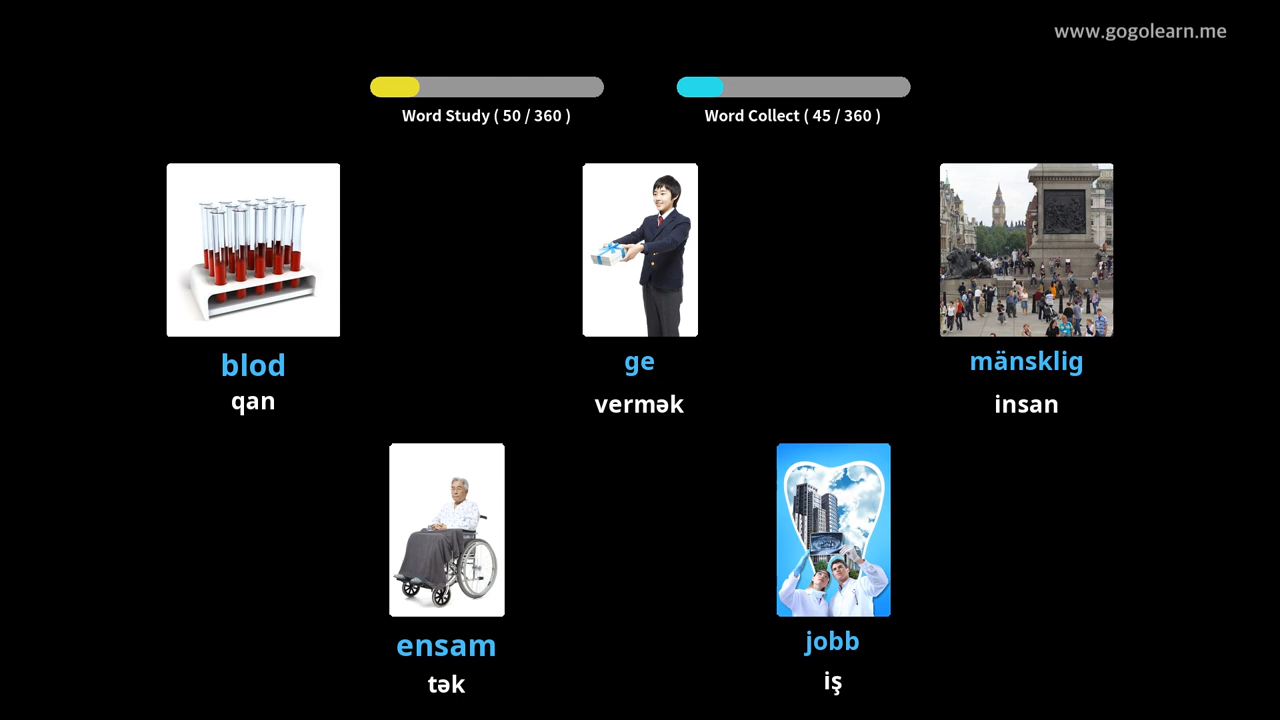 www.gogolearn.me
Word Study ( 50 / 360 )
Word Collect ( 45 / 360 )
blod
qan
ge
vermək
mänsklig
insan
ensam
tək
jobb
iş